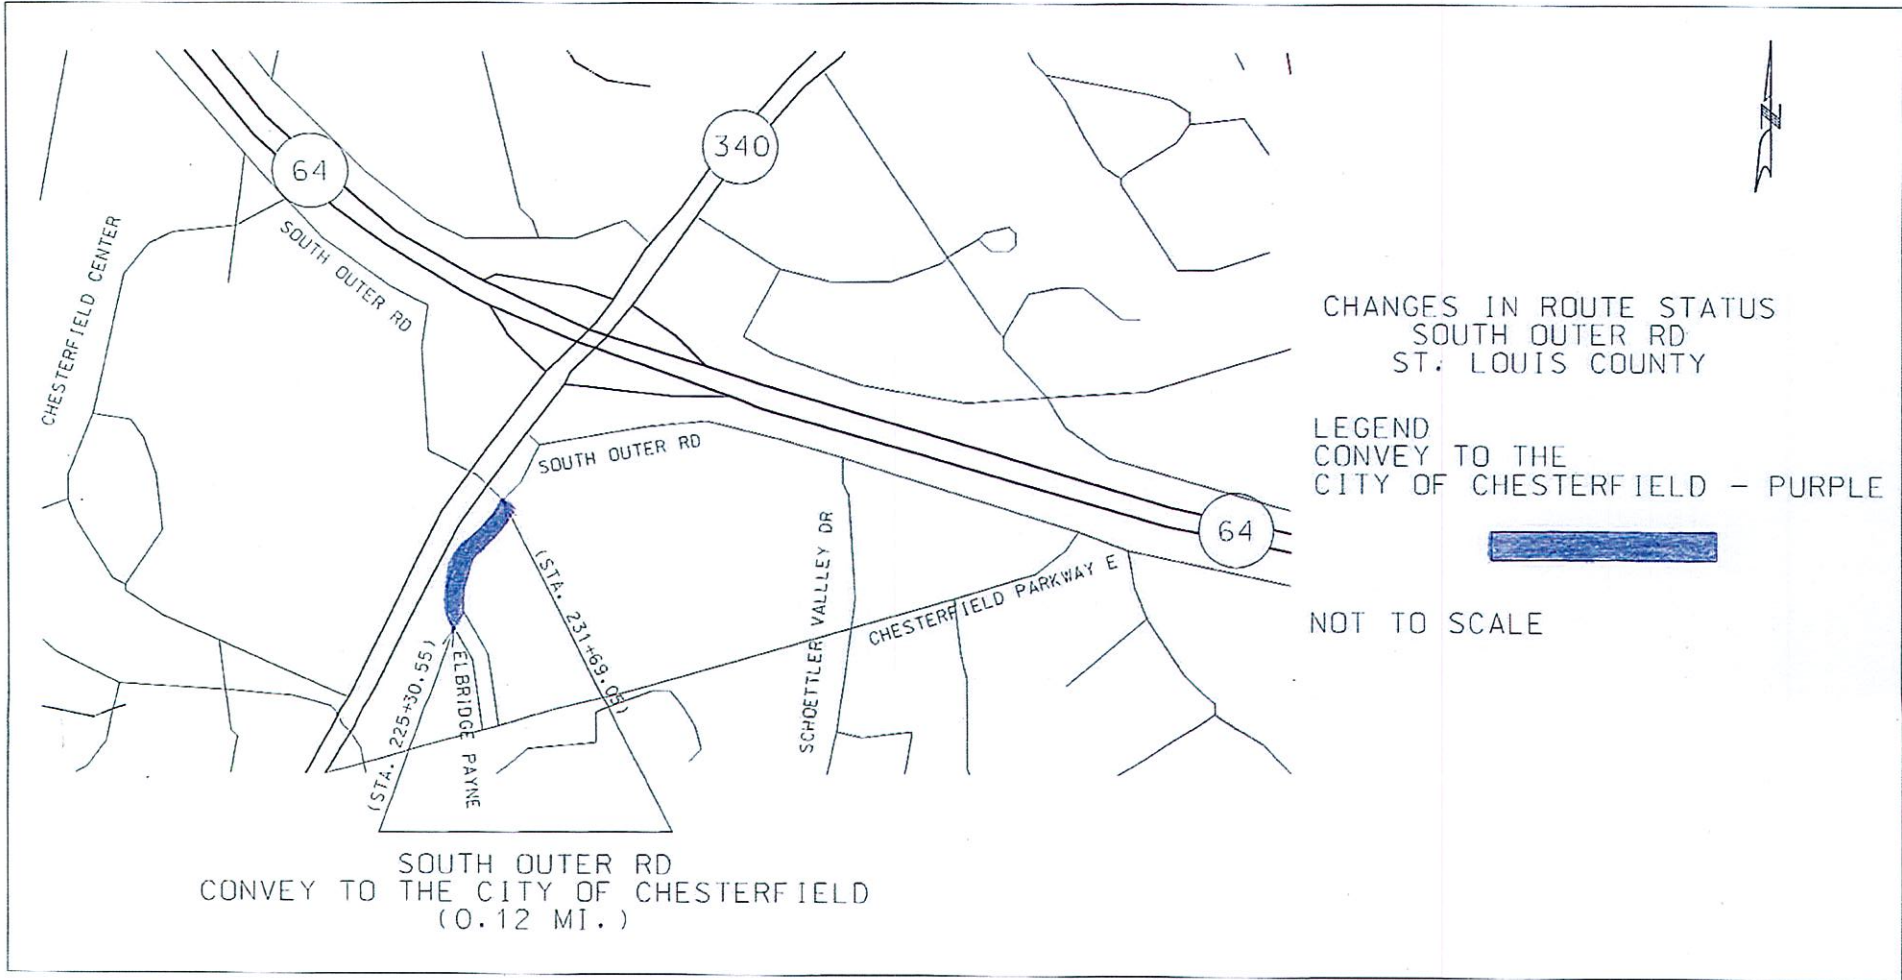 340
64
N
SOUTH OUTER RD
CHESTERFIELD CENTER
CHANGES IN ROUTE STATUS
SOUTH OUTER RD
ST. LOUIS COUNTY
LEGEND
CONVEY TO THE
CITY OF CHESTERFIELD - PURPLE
SOUTH OUTER RD
64
SCHOETTLER VALLEY DR
CHESTERFIELD PARKWAY E
(STA. 231+69.05)
NOT TO SCALE
(STA. 225+30.55)
ELBRIDGE PAYNE
SOUTH OUTER RD
CONVEY TO THE CITY OF CHESTERFIELD
(0.12 MI.)